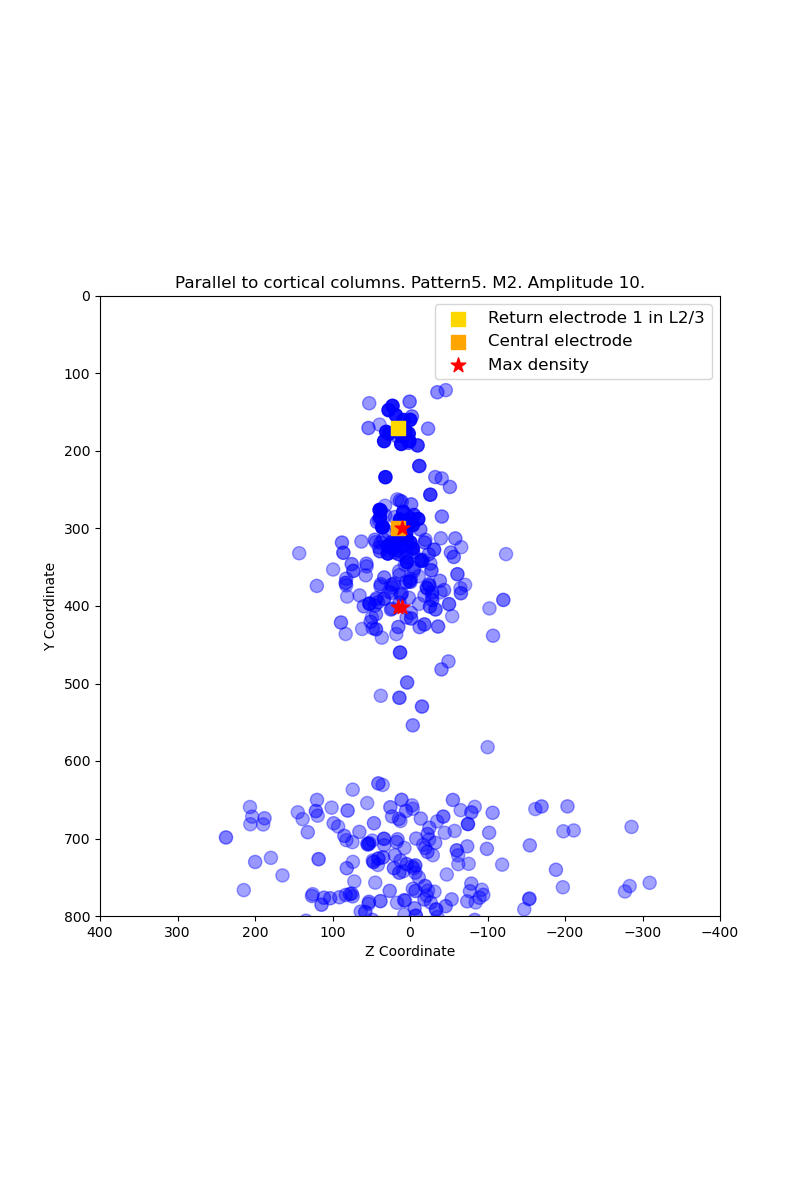 Parallel to cortical columns. Pattern5. M2. Amplitude 10.
Return electrode 1 in L2/3
Central electrode
Max density
0
100
200
300
400
500
600
700
800
Y Coordinate
400 300 200 100 0 −100 −200 −300 −400
Z Coordinate